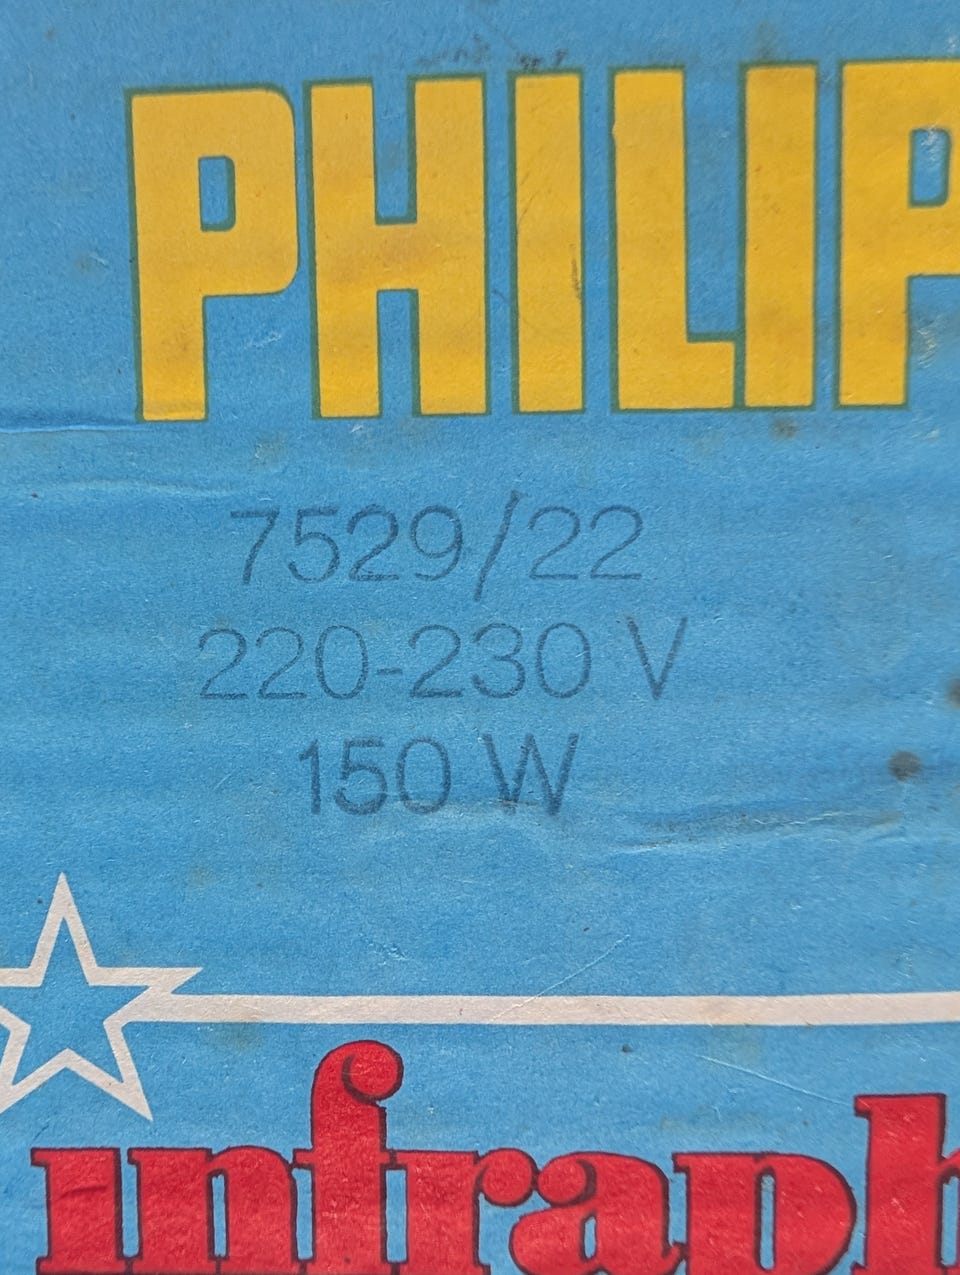 PHILIP
7529/22
220-230 V
150 W
infraph